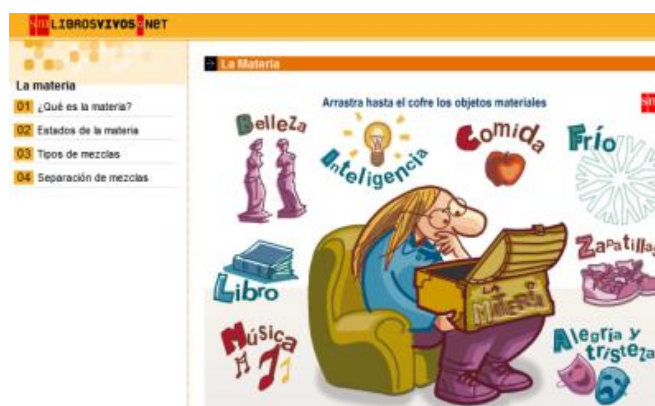 sm LIBROSVIVOS.NET
La materia
01 ¿Qué es la materia?
02 Estados de la materia
03 Tipos de mezclas
04 Separación de mezclas
La Materia
Arrastra hasta el cofre los objetos materiales
sm
Belleza
Inteligencia
Comida
Frío
Libro
LA MATERIA
Zapatillas
Música
Alegría y
tristeza